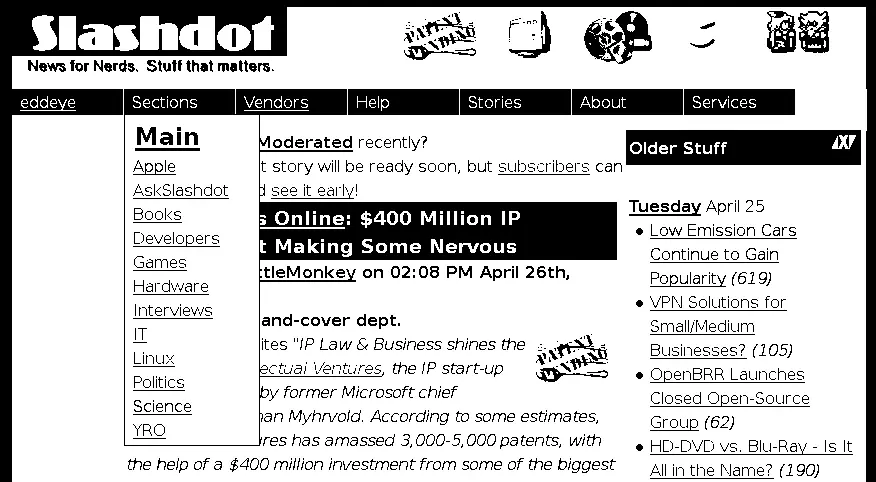 Slashdot
News for Nerds. Stuff that matters.
eddeye Sections Vendors Help Stories About Services
Main
Apple
AskSlashdot
Books
Developers
Games
Hardware
Interviews
IT
Linux
Politics
Science
YRO
Moderated recently?
t story will be ready soon, but subscribers can
d see it early!
s Online: $400 Million IP
t Making Some Nervous
ttleMonkey on 02:08 PM April 26th,
and-cover dept.
ites "IP Law & Business shines the
lectual Ventures, the IP start-up
by former Microsoft chief
nan Myhrvold. According to some estimates,
ures has amassed 3,000-5,000 patents, with
the help of a $400 million investment from some of the biggest
PATENT
PENDING
PATENT
PENDING
Older Stuff
Tuesday April 25
Low Emission Cars
Continue to Gain
Popularity (619)
VPN Solutions for
Small/Medium
Businesses? (105)
OpenBRR Launches
Closed Open-Source
Group (62)
HD-DVD vs. Blu-Ray - Is It
All in the Name? (190)